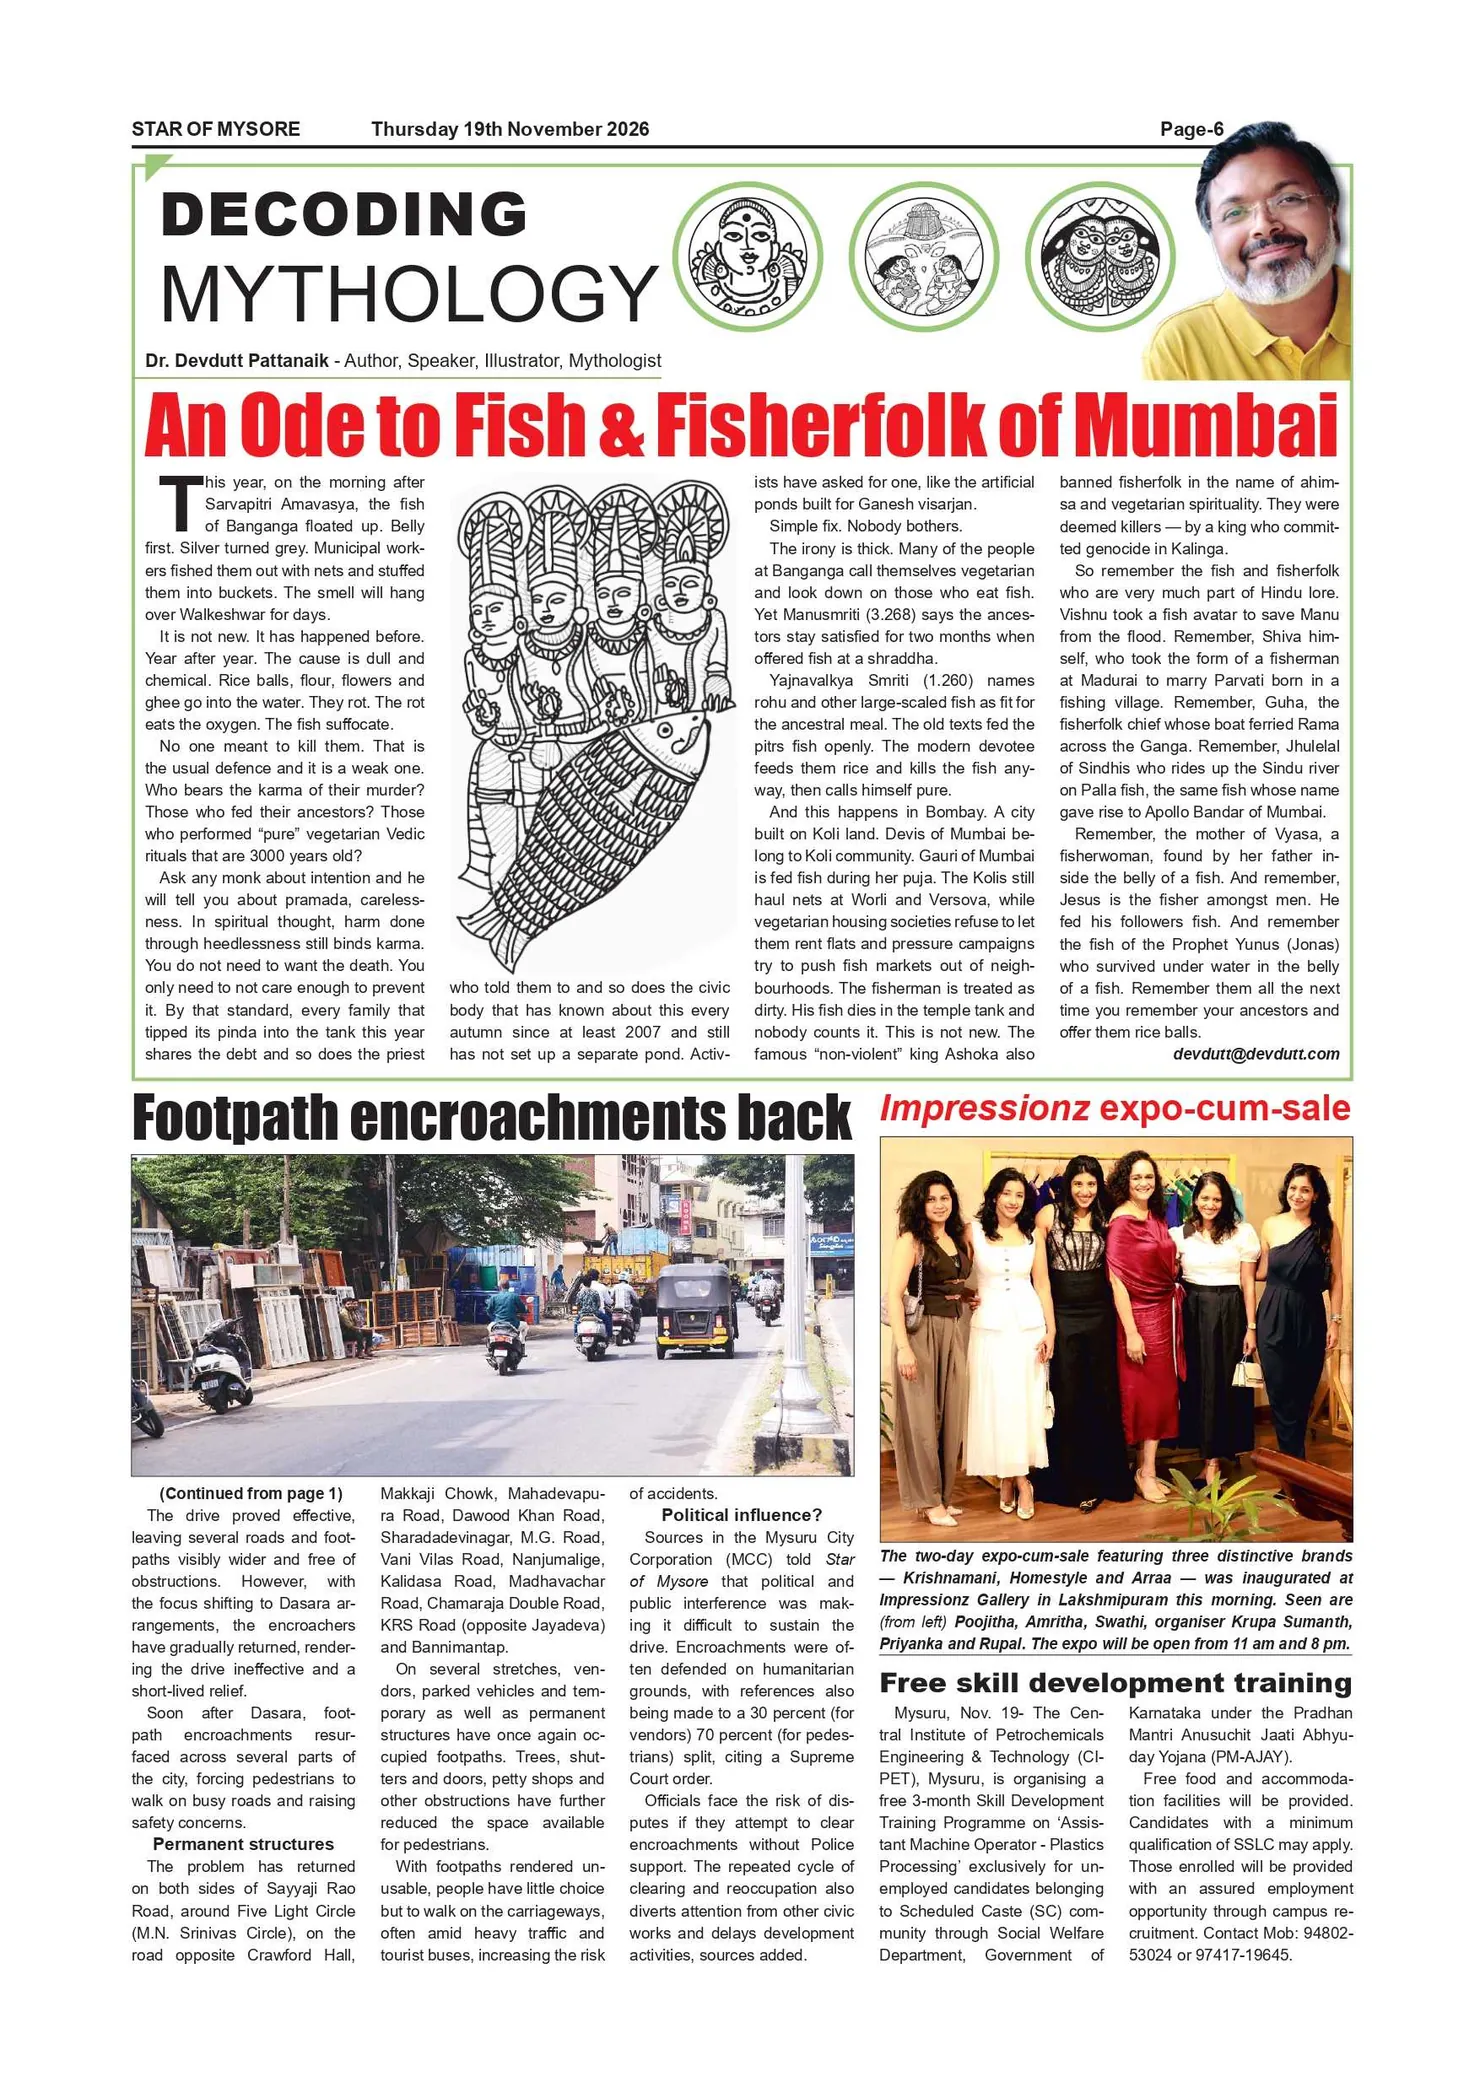 STAR OF MYSORE Thursday 19th November 2026 Page-6
DECODING
MYTHOLOGY
Dr. Devdutt Pattanaik - Author, Speaker, Illustrator, Mythologist
An Ode to Fish & Fisherfolk of Mumbai
This year, on the morning after
Sarvapitri Amavasya, the fish
of Banganga floated up. Belly
first. Silver turned grey. Municipal work-
ers fished them out with nets and stuffed
them into buckets. The smell will hang
over Walkeshwar for days.
It is not new. It has happened before.
Year after year. The cause is dull and
chemical. Rice balls, flour, flowers and
ghee go into the water. They rot. The rot
eats the oxygen. The fish suffocate.
No one meant to kill them. That is
the usual defence and it is a weak one.
Who bears the karma of their murder?
Those who fed their ancestors? Those
who performed “pure” vegetarian Vedic
rituals that are 3000 years old?
Ask any monk about intention and he
will tell you about pramada, careless-
ness. In spiritual thought, harm done
through heedlessness still binds karma.
You do not need to want the death. You
only need to not care enough to prevent
it. By that standard, every family that
tipped its pinda into the tank this year
shares the debt and so does the priest
who told them to and so does the civic
body that has known about this every
autumn since at least 2007 and still
has not set up a separate pond. Activ-
ists have asked for one, like the artificial
ponds built for Ganesh visarjan.
Simple fix. Nobody bothers.
The irony is thick. Many of the people
at Banganga call themselves vegetarian
and look down on those who eat fish.
Yet Manusmriti (3.268) says the ances-
tors stay satisfied for two months when
offered fish at a shraddha.
Yajnavalkya Smriti (1.260) names
rohu and other large-scaled fish as fit for
the ancestral meal. The old texts fed the
pitrs fish openly. The modern devotee
feeds them rice and kills the fish any-
way, then calls himself pure.
And this happens in Bombay. A city
built on Koli land. Devis of Mumbai be-
long to Koli community. Gauri of Mumbai
is fed fish during her puja. The Kolis still
haul nets at Worli and Versova, while
vegetarian housing societies refuse to let
them rent flats and pressure campaigns
try to push fish markets out of neigh-
bourhoods. The fisherman is treated as
dirty. His fish dies in the temple tank and
nobody counts it. This is not new. The
famous “non-violent” king Ashoka also
banned fisherfolk in the name of ahim-
sa and vegetarian spirituality. They were
deemed killers — by a king who commit-
ted genocide in Kalinga.
So remember the fish and fisherfolk
who are very much part of Hindu lore.
Vishnu took a fish avatar to save Manu
from the flood. Remember, Shiva him-
self, who took the form of a fisherman
at Madurai to marry Parvati born in a
fishing village. Remember, Guha, the
fisherfolk chief whose boat ferried Rama
across the Ganga. Remember, Jhulelal
of Sindhis who rides up the Sindu river
on Palla fish, the same fish whose name
gave rise to Apollo Bandar of Mumbai.
Remember, the mother of Vyasa, a
fisherwoman, found by her father in-
side the belly of a fish. And remember,
Jesus is the fisher amongst men. He
fed his followers fish. And remember
the fish of the Prophet Yunus (Jonas)
who survived under water in the belly
of a fish. Remember them all the next
time you remember your ancestors and
offer them rice balls.
devdutt@devdutt.com
Footpath encroachments back
(Continued from page 1)
The drive proved effective,
leaving several roads and foot-
paths visibly wider and free of
obstructions. However, with
the focus shifting to Dasara ar-
rangements, the encroachers
have gradually returned, render-
ing the drive ineffective and a
short-lived relief.
Soon after Dasara, foot-
path encroachments resur-
faced across several parts of
the city, forcing pedestrians to
walk on busy roads and raising
safety concerns.
Permanent structures
The problem has returned
on both sides of Sayyaji Rao
Road, around Five Light Circle
(M.N. Srinivas Circle), on the
road opposite Crawford Hall,
Makkaji Chowk, Mahadevapu-
ra Road, Dawood Khan Road,
Sharadadevinagar, M.G. Road,
Vani Vilas Road, Nanjumalige,
Kalidasa Road, Madhavachar
Road, Chamaraja Double Road,
KRS Road (opposite Jayadeva)
and Bannimantap.
On several stretches, ven-
dors, parked vehicles and tem-
porary as well as permanent
structures have once again oc-
cupied footpaths. Trees, shut-
ters and doors, petty shops and
other obstructions have further
reduced the space available
for pedestrians.
With footpaths rendered un-
usable, people have little choice
but to walk on the carriageways,
often amid heavy traffic and
tourist buses, increasing the risk
of accidents.
Political influence?
Sources in the Mysuru City
Corporation (MCC) told Star
of Mysore that political and
public interference was mak-
ing it difficult to sustain the
drive. Encroachments were of-
ten defended on humanitarian
grounds, with references also
being made to a 30 percent (for
vendors) 70 percent (for pedes-
trians) split, citing a Supreme
Court order.
Officials face the risk of dis-
putes if they attempt to clear
encroachments without Police
support. The repeated cycle of
clearing and reoccupation also
diverts attention from other civic
works and delays development
activities, sources added.
Impressionz expo-cum-sale
The two-day expo-cum-sale featuring three distinctive brands
— Krishnamani, Homestyle and Arraa — was inaugurated at
Impressionz Gallery in Lakshmipuram this morning. Seen are
(from left) Poojitha, Amritha, Swathi, organiser Krupa Sumanth,
Priyanka and Rupal. The expo will be open from 11 am and 8 pm.
Free skill development training
Mysuru, Nov. 19- The Cen-
tral Institute of Petrochemicals
Engineering & Technology (CI-
PET), Mysuru, is organising a
free 3-month Skill Development
Training Programme on ‘Assis-
tant Machine Operator - Plastics
Processing’ exclusively for un-
employed candidates belonging
to Scheduled Caste (SC) com-
munity through Social Welfare
Department, Government of
Karnataka under the Pradhan
Mantri Anusuchit Jaati Abhyu-
day Yojana (PM-AJAY).
Free food and accommoda-
tion facilities will be provided.
Candidates with a minimum
qualification of SSLC may apply.
Those enrolled will be provided
with an assured employment
opportunity through campus re-
cruitment. Contact Mob: 94802-
53024 or 97417-19645.